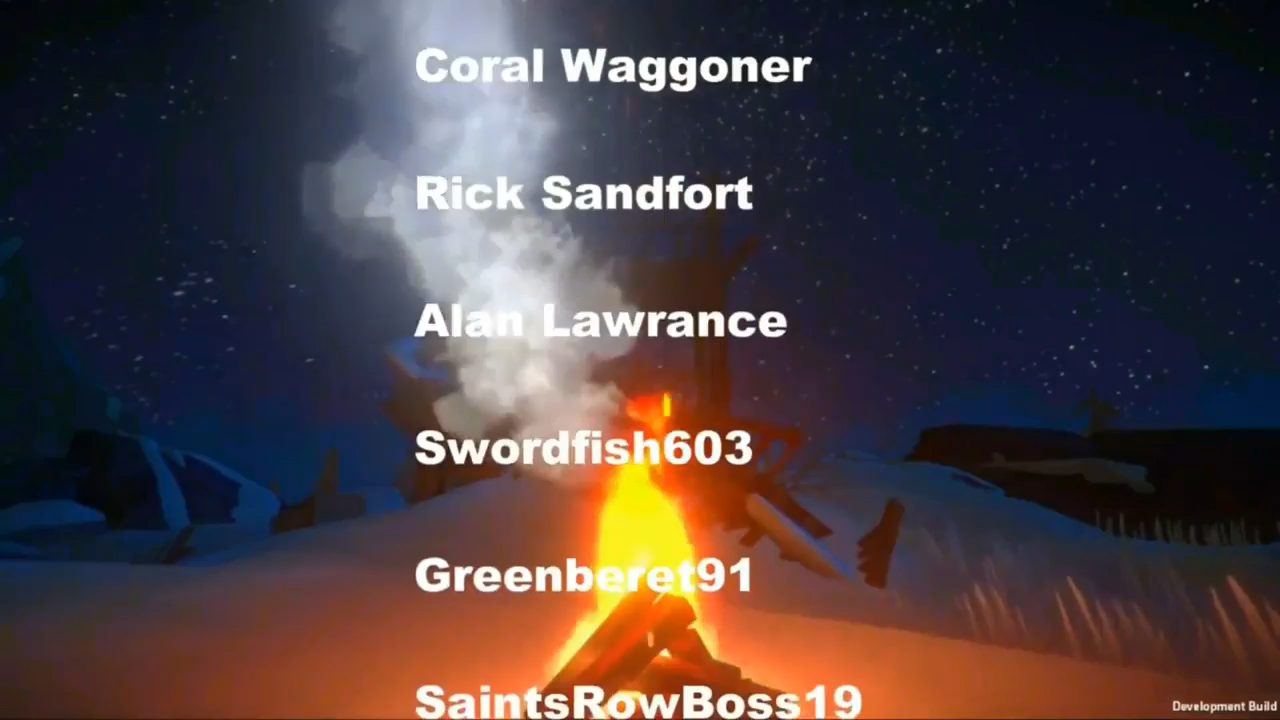 Coral Waggoner
Rick Sandfort
Alan Lawrance
Swordfish603
Greenberet91
SaintsRowBoss19
Development Build